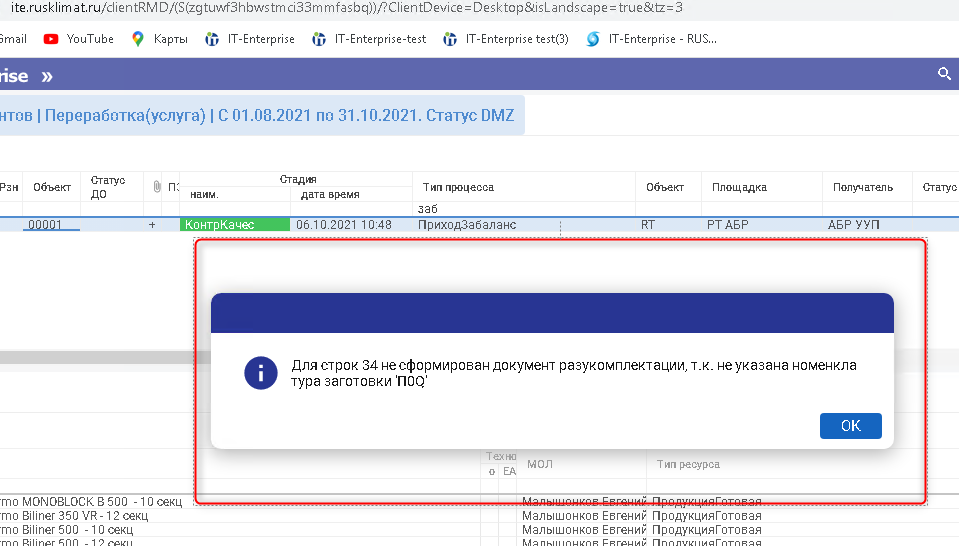 ite.rusklimat.ru/clientRMD/(S(zgtuwf3hbwstmci33mmfasbq))/?ClientDevice=Desktop&isLandscape=true&tz=3
Gmail YouTube Карты IT-Enterprise IT-Enterprise-test IT-Enterprise test(3) IT-Enterprise - RUS...
rise »
нтов | Переработка(услуга) | С 01.08.2021 по 31.10.2021. Статус DMZ
Рзн Объект Статус ДО ПЗ Стадия наим. дата время Тип процесса Объект Площадка Получатель Статус
заб
00001 + КонтрКачес 06.10.2021 10:48 ПриходЗабаланс RT РТ АБР АБР УУП
Для строк 34 не сформирован документ разукомплектации, т.к. не указана номенкла
тура заготовки 'П0Q'
ОК
Техно
о ЕА МОЛ Тип ресурса
rmo MONOBLOCK B 500 - 10 секц Малышонков Евгений ПродукцияГотовая
rmo Biliner 350 VR - 12 секц Малышонков Евгений ПродукцияГотовая
rmo Biliner 500 - 10 секц Малышонков Евгений ПродукцияГотовая
rmo Biliner 500 - 12 секц Малышонков Евгений ПродукцияГотовая